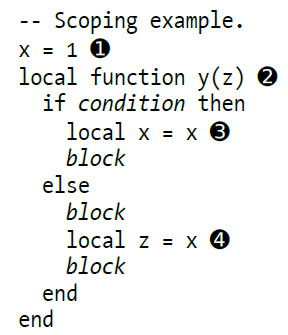 -- Scoping example.
x = 1 ❶
local function y(z) ❷
  if condition then
    local x = x ❸
    block
  else
    block
    local z = x ❹
    block
  end
end